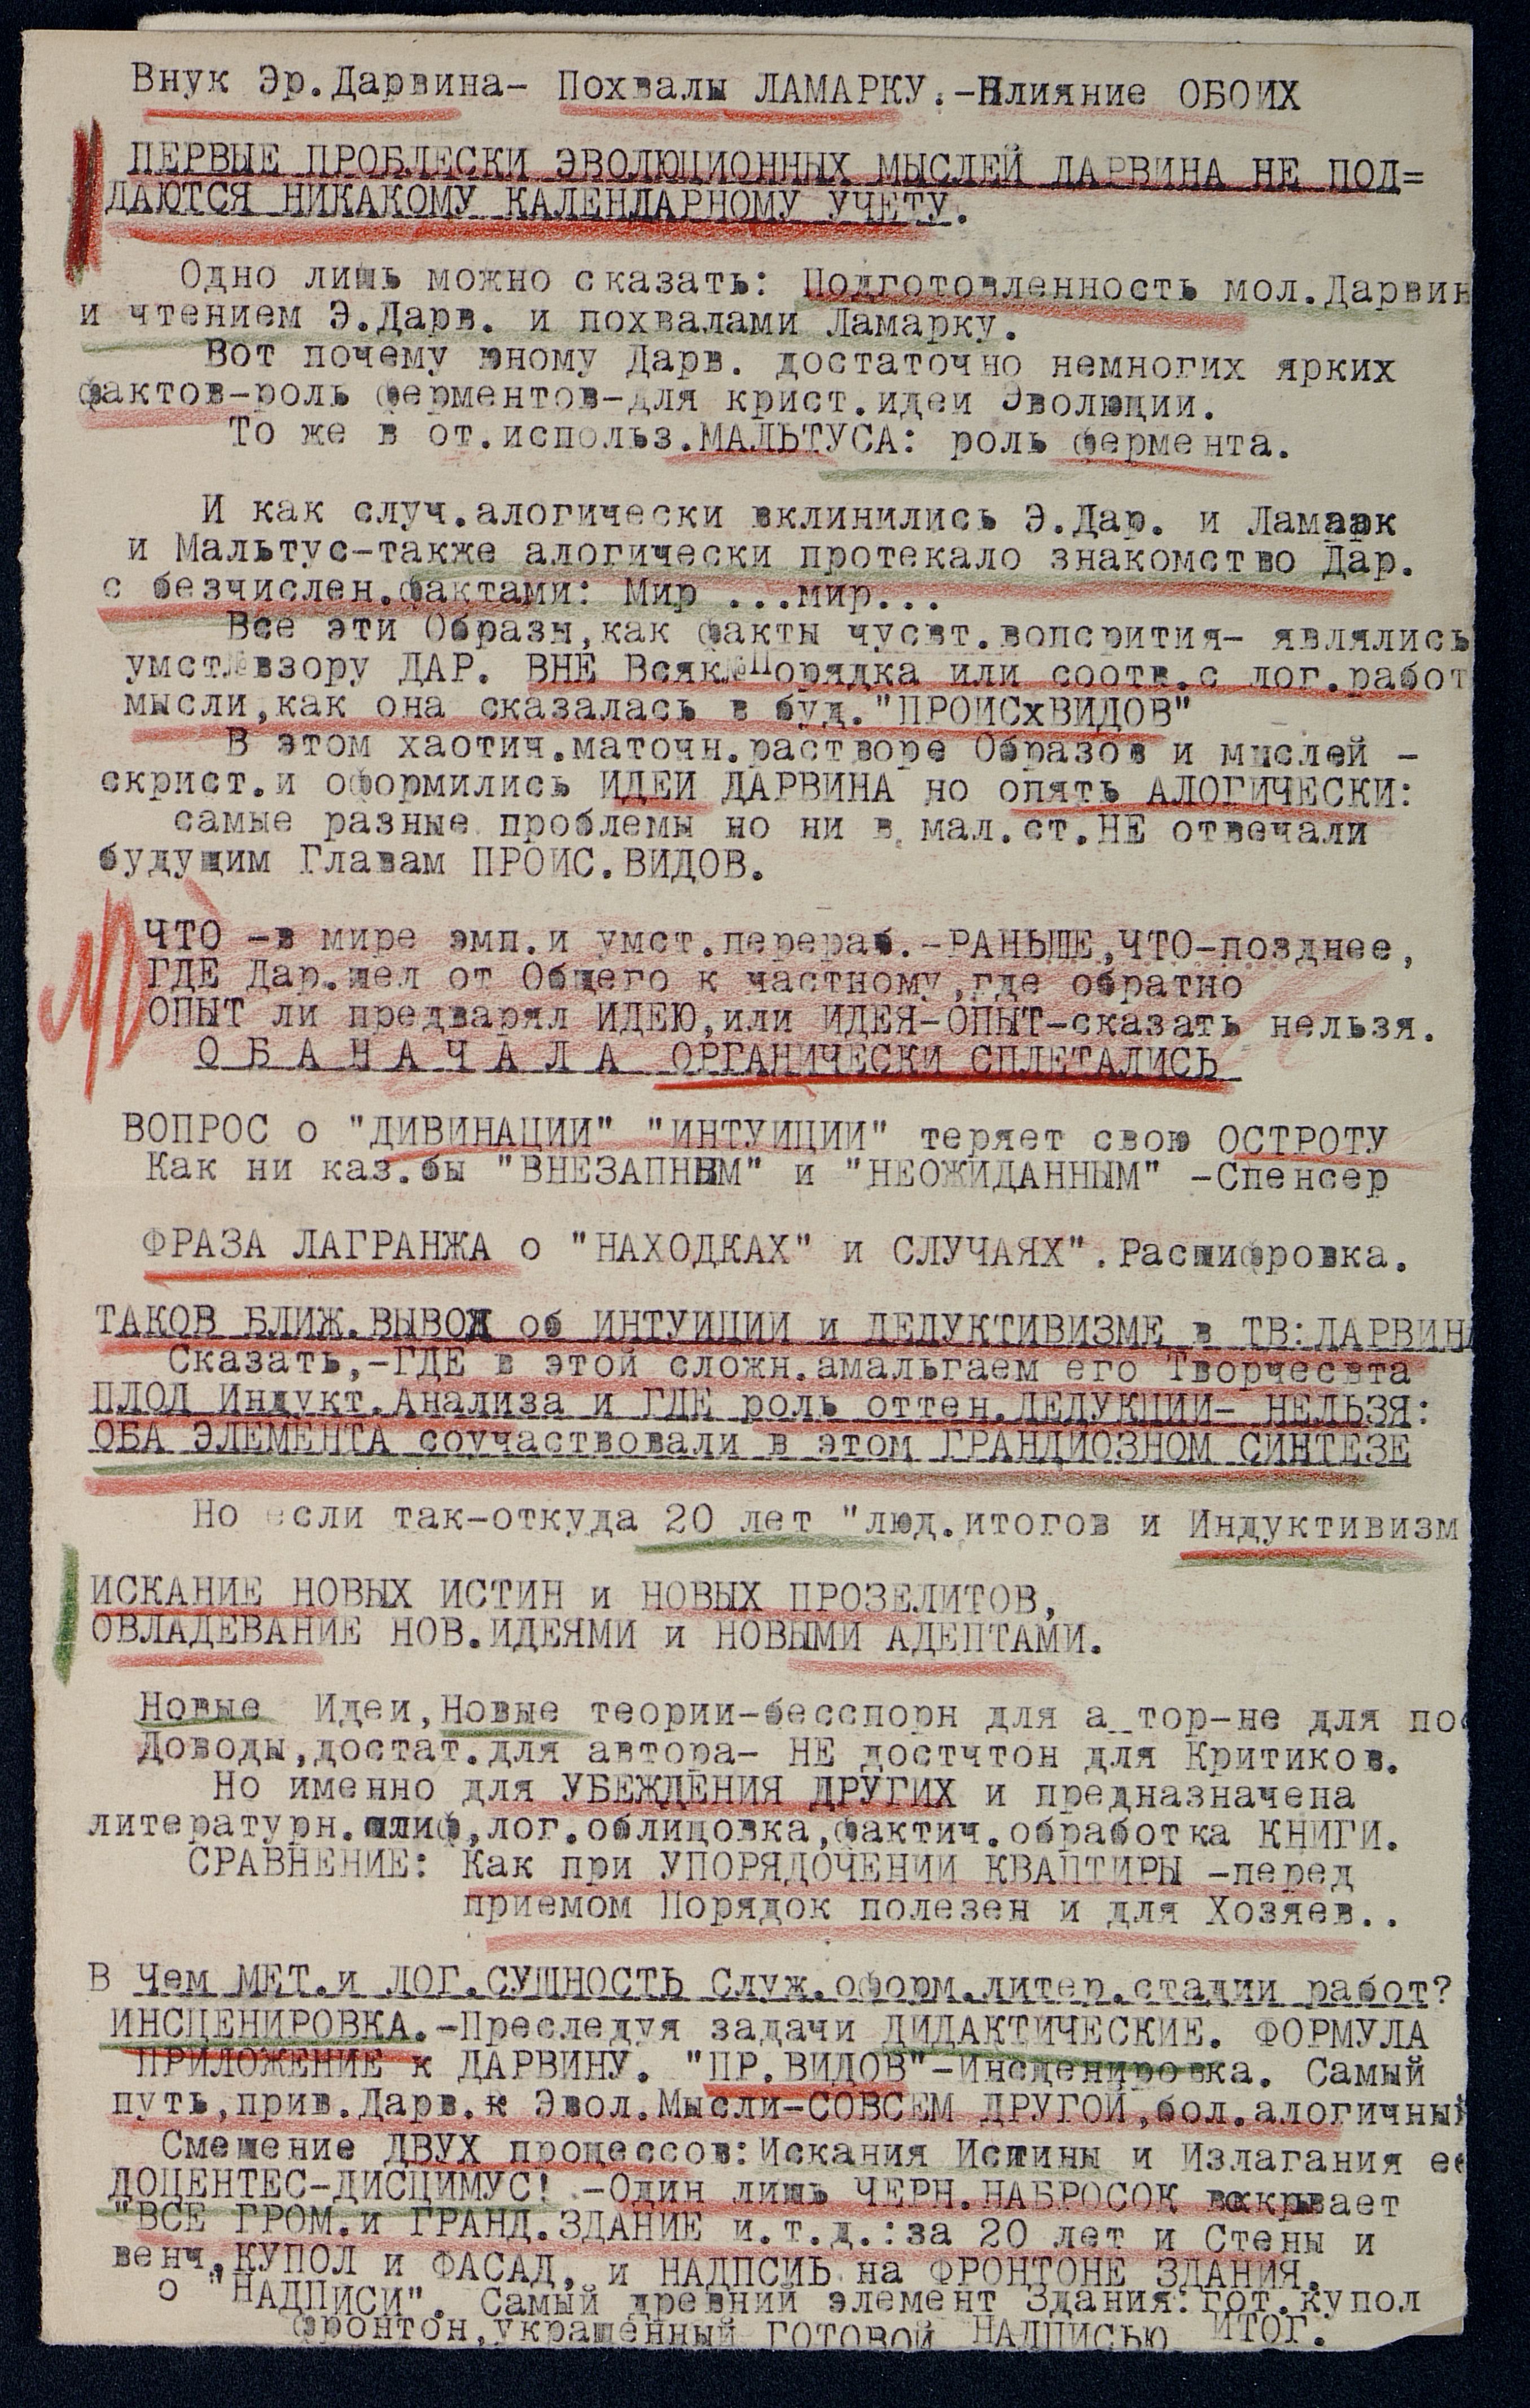 Внук Эр.Дарвина- Похвалы ЛАМАРКУ.-Влияние ОБОИХ
ПЕРВЫЕ ПРОБЛЕСКИ ЭВОЛЮЦИОННЫХ МЫСЛЕЙ ДАРВИНА НЕ ПОД=
ДАЮТСЯ НИКАКОМУ КАЛЕНДАРНОМУ УЧЕТУ.
Одно лишь можно сказать: Подготовленность мол.Дарвин
и чтением Э.Дарв. и похвалами Ламарку.
Вот почему юному Дарв. достаточно немногих ярких
фактов-роль ферментов-для крист.идеи Эволюции.
То же в от.использ.МАЛЬТУСА: роль фермента.
И как случ.алогически вклинились Э.Дар. и Ламарк
и Мальтус-также алогически протекало знакомство Дар.
с безчислен.фактами: Мир ...мир...
Все эти Образы,как факты чусвт.вопсрития- являлись
умст.взору ДАР. ВНЕ Всяк.Порядка или соотв.с лог.работ
мысли,как она сказалась в буд."ПРОИСхВИДОВ"
В этом хаотич.маточн.растворе Образов и мыслей -
скрист.и оформились ИДЕИ ДАРВИНА но опять АЛОГИЧЕСКИ:
самые разные проблемы но ни в мал.ст.НЕ отвечали
будущим Главам ПРОИС.ВИДОВ.
ЧТО -в мире эмп.и умст.перераб.-РАНЬШЕ,ЧТО-позднее,
ГДЕ Дар.шел от Общего к частному,где обратно
ОПЫТ ли предварял ИДЕЮ,или ИДЕЯ-ОПЫТ-сказать нельзя.
О Б А Н А Ч А Л А ОРГАНИЧЕСКИ СПЛЕТАЛИСЬ
ВОПРОС о "ДИВИНАЦИИ" "ИНТУИЦИИ" теряет свою ОСТРОТУ
Как ни каз.бы "ВНЕЗАПНЫМ" и "НЕОЖИДАННЫМ" -Спенсер
ФРАЗА ЛАГРАНЖА о "НАХОДКАХ" и СЛУЧАЯХ".Расшифровка.
ТАКОВ БЛИЖ.ВЫВОД об ИНТУИЦИИ и ДЕДУКТИВИЗМЕ в ТВ:ДАРВИНА
Сказать,-ГДЕ в этой сложн.амальгаем его Творчесвта
ПЛОД Индукт.Анализа и ГДЕ роль оттен.ДЕДУКЦИИ- НЕЛЬЗЯ:
ОБА ЭЛЕМЕНТА соучаствовали в этом ГРАНДИОЗНОМ СИНТЕЗЕ
Но если так-откуда 20 лет "люд.итогов и Индуктивизм
ИСКАНИЕ НОВЫХ ИСТИН и НОВЫХ ПРОЗЕЛИТОВ,
ОВЛАДЕВАНИЕ НОВ.ИДЕЯМИ и НОВЫМИ АДЕПТАМИ.
Новые Идеи,Новые теории-бесспорн для а_тор-не для пос
Доводы,достат.для автора- НЕ достчтон для Критиков.
Но именно для УБЕЖДЕНИЯ ДРУГИХ и предназначена
литературн.шлиф,лог.облицовка,фактич.обработка КНИГИ.
СРАВНЕНИЕ: Как при УПОРЯДОЧЕНИИ КВАПТИРЫ -перед
приемом Порядок полезен и для Хозяев..
В Чем МЕТ.и ЛОГ.СУЩНОСТЬ Служ.оформ.литер.стадии работ?
ИНСЦЕНИРОВКА.-Преследуя задачи ДИДАКТИЧЕСКИЕ. ФОРМУЛА
ПРИЛОЖЕНИЕ к ДАРВИНУ. "ПР.ВИДОВ"-Инсценировка. Самый
путь,прив.Дарв.к Эвол.Мысли-СОВСЕМ ДРУГОЙ,бол.алогичный
Смешение ДВУХ процессов:Искания Истины и Излагания ее
ДОЦЕНТЕС-ДИСЦИМУС! -Один лишь ЧЕРН.НАБРОСОК вскрвает
"ВСЕ ГРОМ.и ГРАНД.ЗДАНИЕ и.т.д.:за 20 лет и Стены и
венч.КУПОЛ и ФАСАД, и НАДПСИЬ на ФРОНТОНЕ ЗДАНИЯ.
о "НАДПИСИ". Самый древний элемент Здания:гот.купол
фронтон,украшенный ГОТОВОЙ НАДПИСЬЮ ИТОГ.